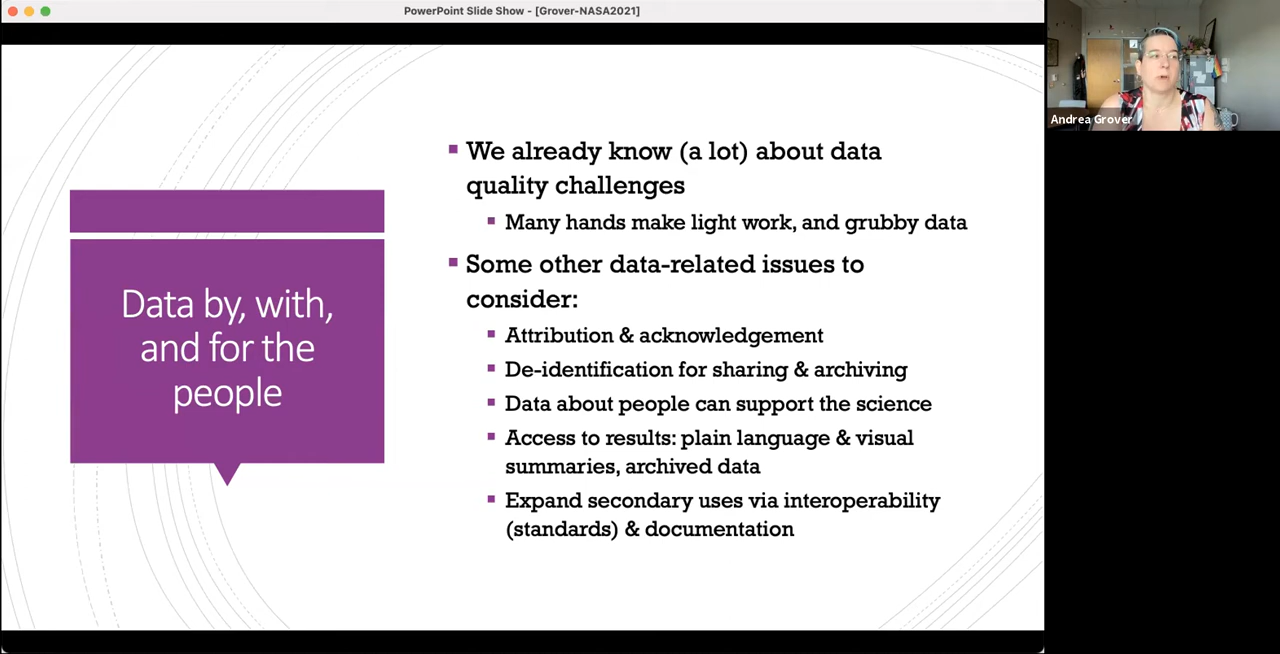 PowerPoint Slide Show - [Grover-NASA2021]
Data by, with,
and for the
people
We already know (a lot) about data
quality challenges
Many hands make light work, and grubby data
Some other data-related issues to
consider:
Attribution & acknowledgement
De-identification for sharing & archiving
Data about people can support the science
Access to results: plain language & visual
summaries, archived data
Expand secondary uses via interoperability
(standards) & documentation
Andrea Grover